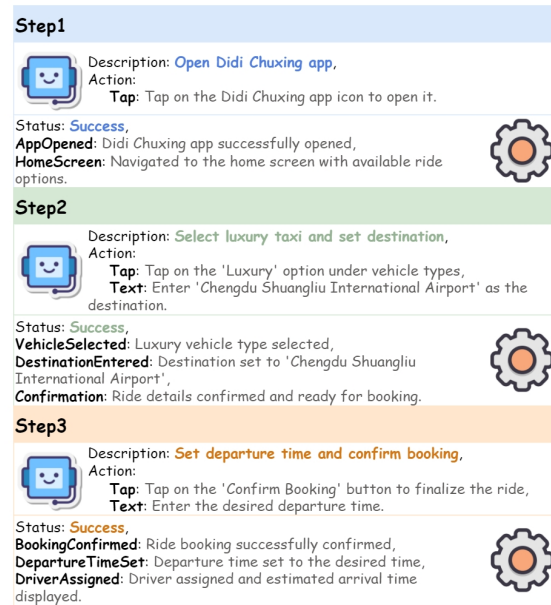 Step1
Description: Open Didi Chuxing app,
Action:
Tap: Tap on the Didi Chuxing app icon to open it.
Status: Success,
AppOpened: Didi Chuxing app successfully opened,
HomeScreen: Navigated to the home screen with available ride
options.
Step2
Description: Select luxury taxi and set destination,
Action:
Tap: Tap on the 'Luxury' option under vehicle types,
Text: Enter 'Chengdu Shuangliu International Airport' as the
destination.
Status: Success,
VehicleSelected: Luxury vehicle type selected,
DestinationEntered: Destination set to 'Chengdu Shuangliu
International Airport',
Confirmation: Ride details confirmed and ready for booking.
Step3
Description: Set departure time and confirm booking,
Action:
Tap: Tap on the 'Confirm Booking' button to finalize the ride,
Text: Enter the desired departure time.
Status: Success,
BookingConfirmed: Ride booking successfully confirmed,
DepartureTimeSet: Departure time set to the desired time,
DriverAssigned: Driver assigned and estimated arrival time
displayed.